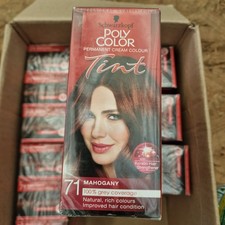 Schwarzkopf
POLY
COLOR
PERMANENT CREAM COLOUR
Tint
71 MAHOGANY
100% grey coverage
Natural, rich colours
Improved hair condition